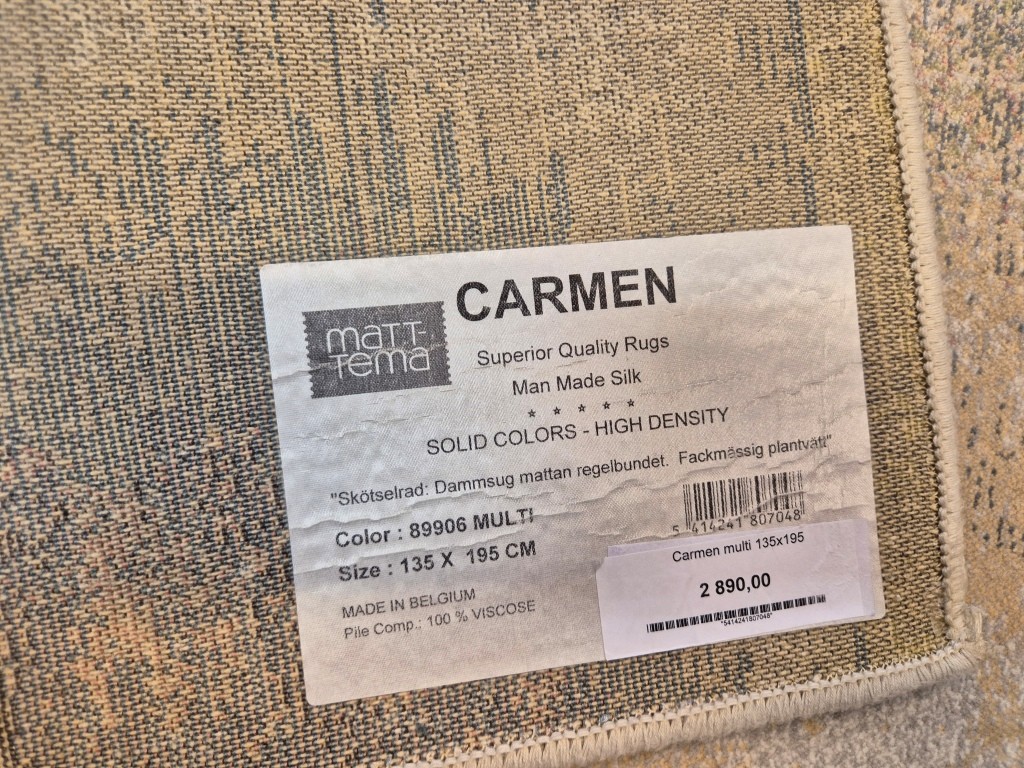 CARMEN
matt-
tema
Superior Quality Rugs
Man Made Silk
* * * * *
SOLID COLORS - HIGH DENSITY
"Skötselrad: Dammsug mattan regelbundet. Fackmässig plantvätt"
Color : 89906 MULTI
Size : 135 X 195 CM
MADE IN BELGIUM
Pile Comp.: 100 % VISCOSE
5 414241 807048
Carmen multi 135x195
2 890,00
*5414241807048*